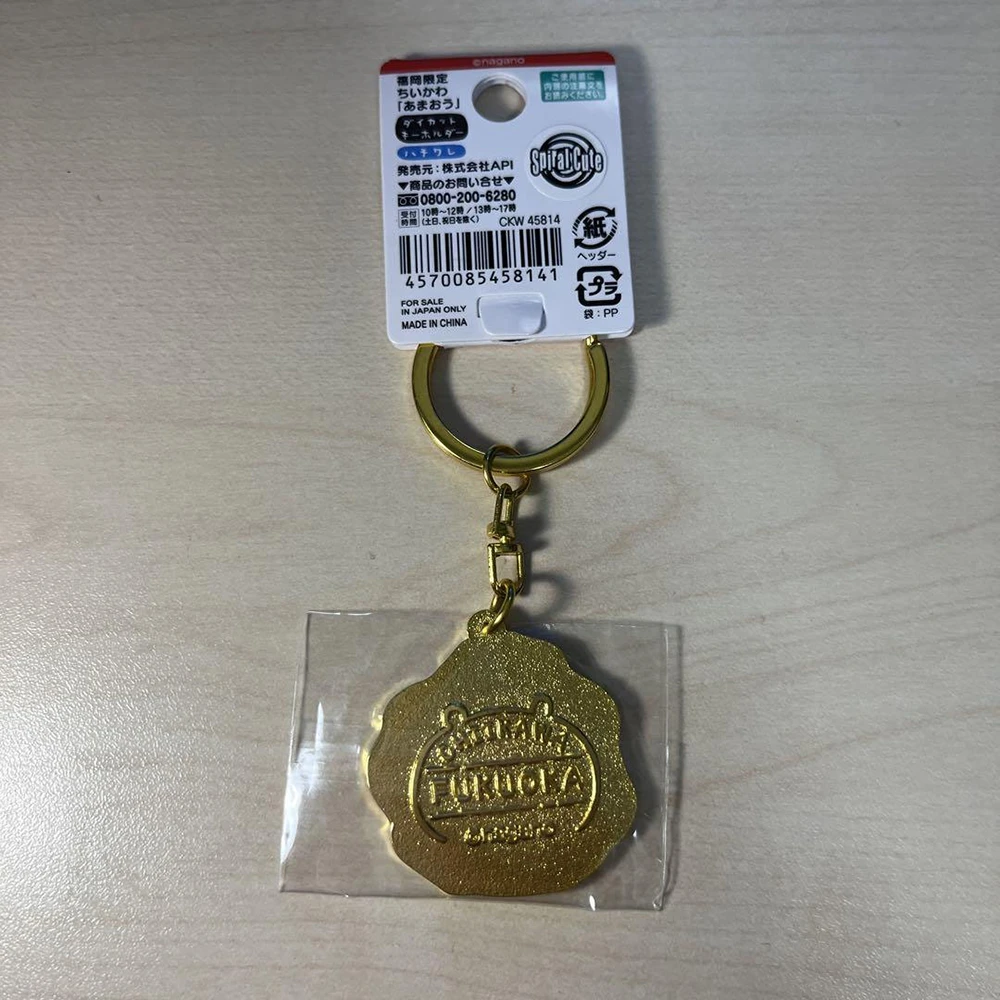 ©nagano
福岡限定
ちいかわ
「あまおう」
ダイカット
キーホルダー
ハチワレ
発売元：株式会社API
▼商品のお問い合せ▼
0800-200-6280
受付時間 10時～12時／13時～17時
(土日、祝日を除く)
CKW 45814
4570085458141
FOR SALE
IN JAPAN ONLY
MADE IN CHINA
ご使用前に
内側の注意文を
お読みください。
Spiral Cute
紙
ヘッダー
プラ
袋：PP
CHIIKAWA
FUKUOKA
©nagano